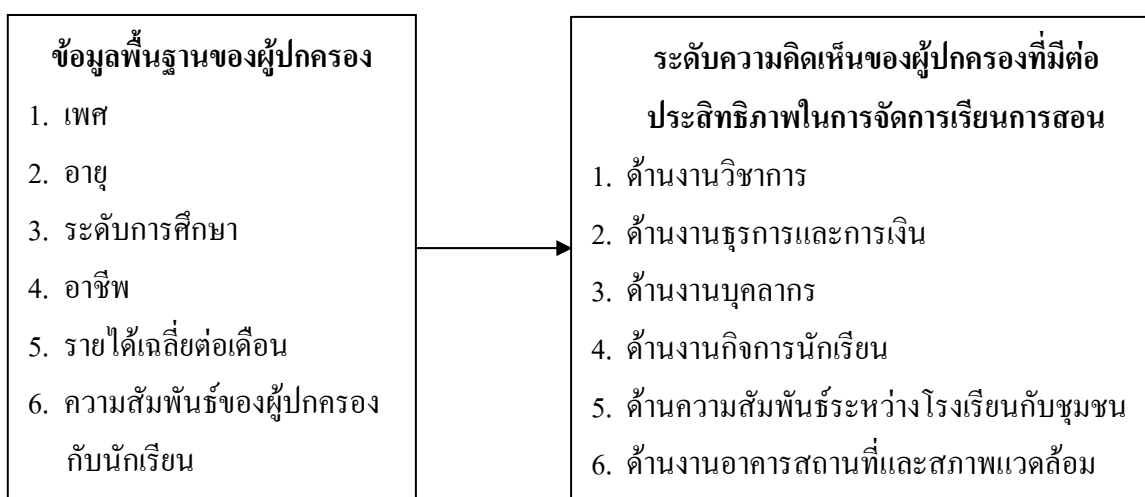 ข้อมูลพื้นฐานของผู้ปกครอง
1. เพศ
2. อายุ
3. ระดับการศึกษา
4. อาชีพ
5. รายได้เฉลี่ยต่อเดือน
6. ความสัมพันธ์ของผู้ปกครอง
กับนักเรียน
ระดับความคิดเห็นของผู้ปกครองที่มีต่อ
ประสิทธิภาพในการจัดการเรียนการสอน
1. ด้านงานวิชาการ
2. ด้านงานธุรการและการเงิน
3. ด้านงานบุคลากร
4. ด้านงานกิจการนักเรียน
5. ด้านความสัมพันธ์ระหว่างโรงเรียนกับชุมชน
6. ด้านงานอาคารสถานที่และสภาพแวดล้อม